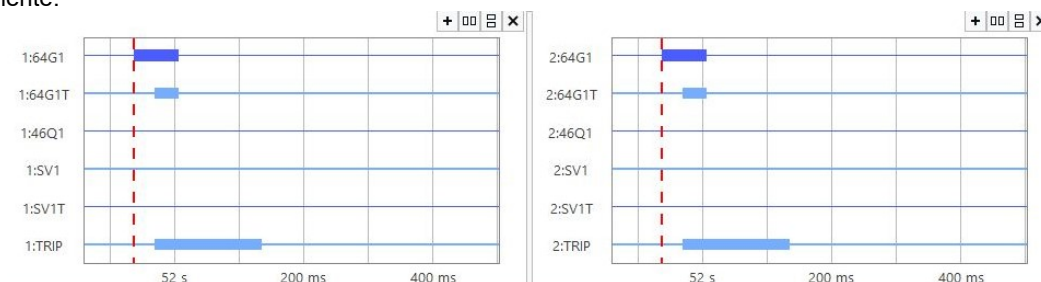 + ×
+
1:64G1
1:64G1T
1:46Q1
1:SV1
1:SV1T
1:TRIP
52 s 200 ms 400 ms
2:64G1
2:64G1T
2:46Q1
2:SV1
2:SV1T
2:TRIP
52 s 200 ms 400 ms